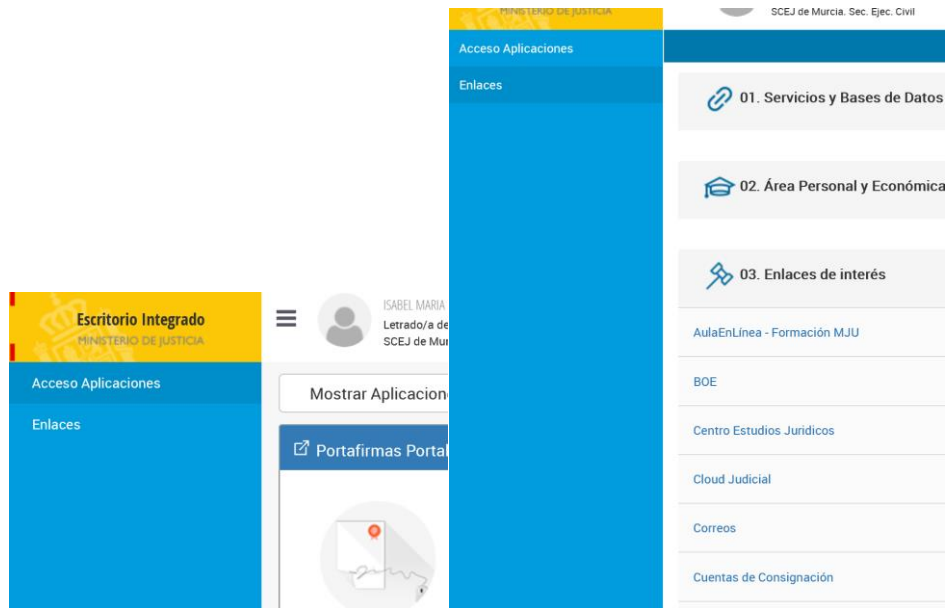 Escritorio Integrado
MINISTERIO DE JUSTICIA
Acceso Aplicaciones
Enlaces
ISABEL MARIA
Letrado/a de
SCEJ de Mur
Mostrar Aplicacion
Portafirmas Portal
MINISTERIO DE JUSTICIA
Acceso Aplicaciones
Enlaces
SCEJ de Murcia. Sec. Ejec. Civil
01. Servicios y Bases de Datos
02. Área Personal y Económica
03. Enlaces de interés
AulaEnLínea - Formación MJU
BOE
Centro Estudios Juridicos
Cloud Judicial
Correos
Cuentas de Consignación